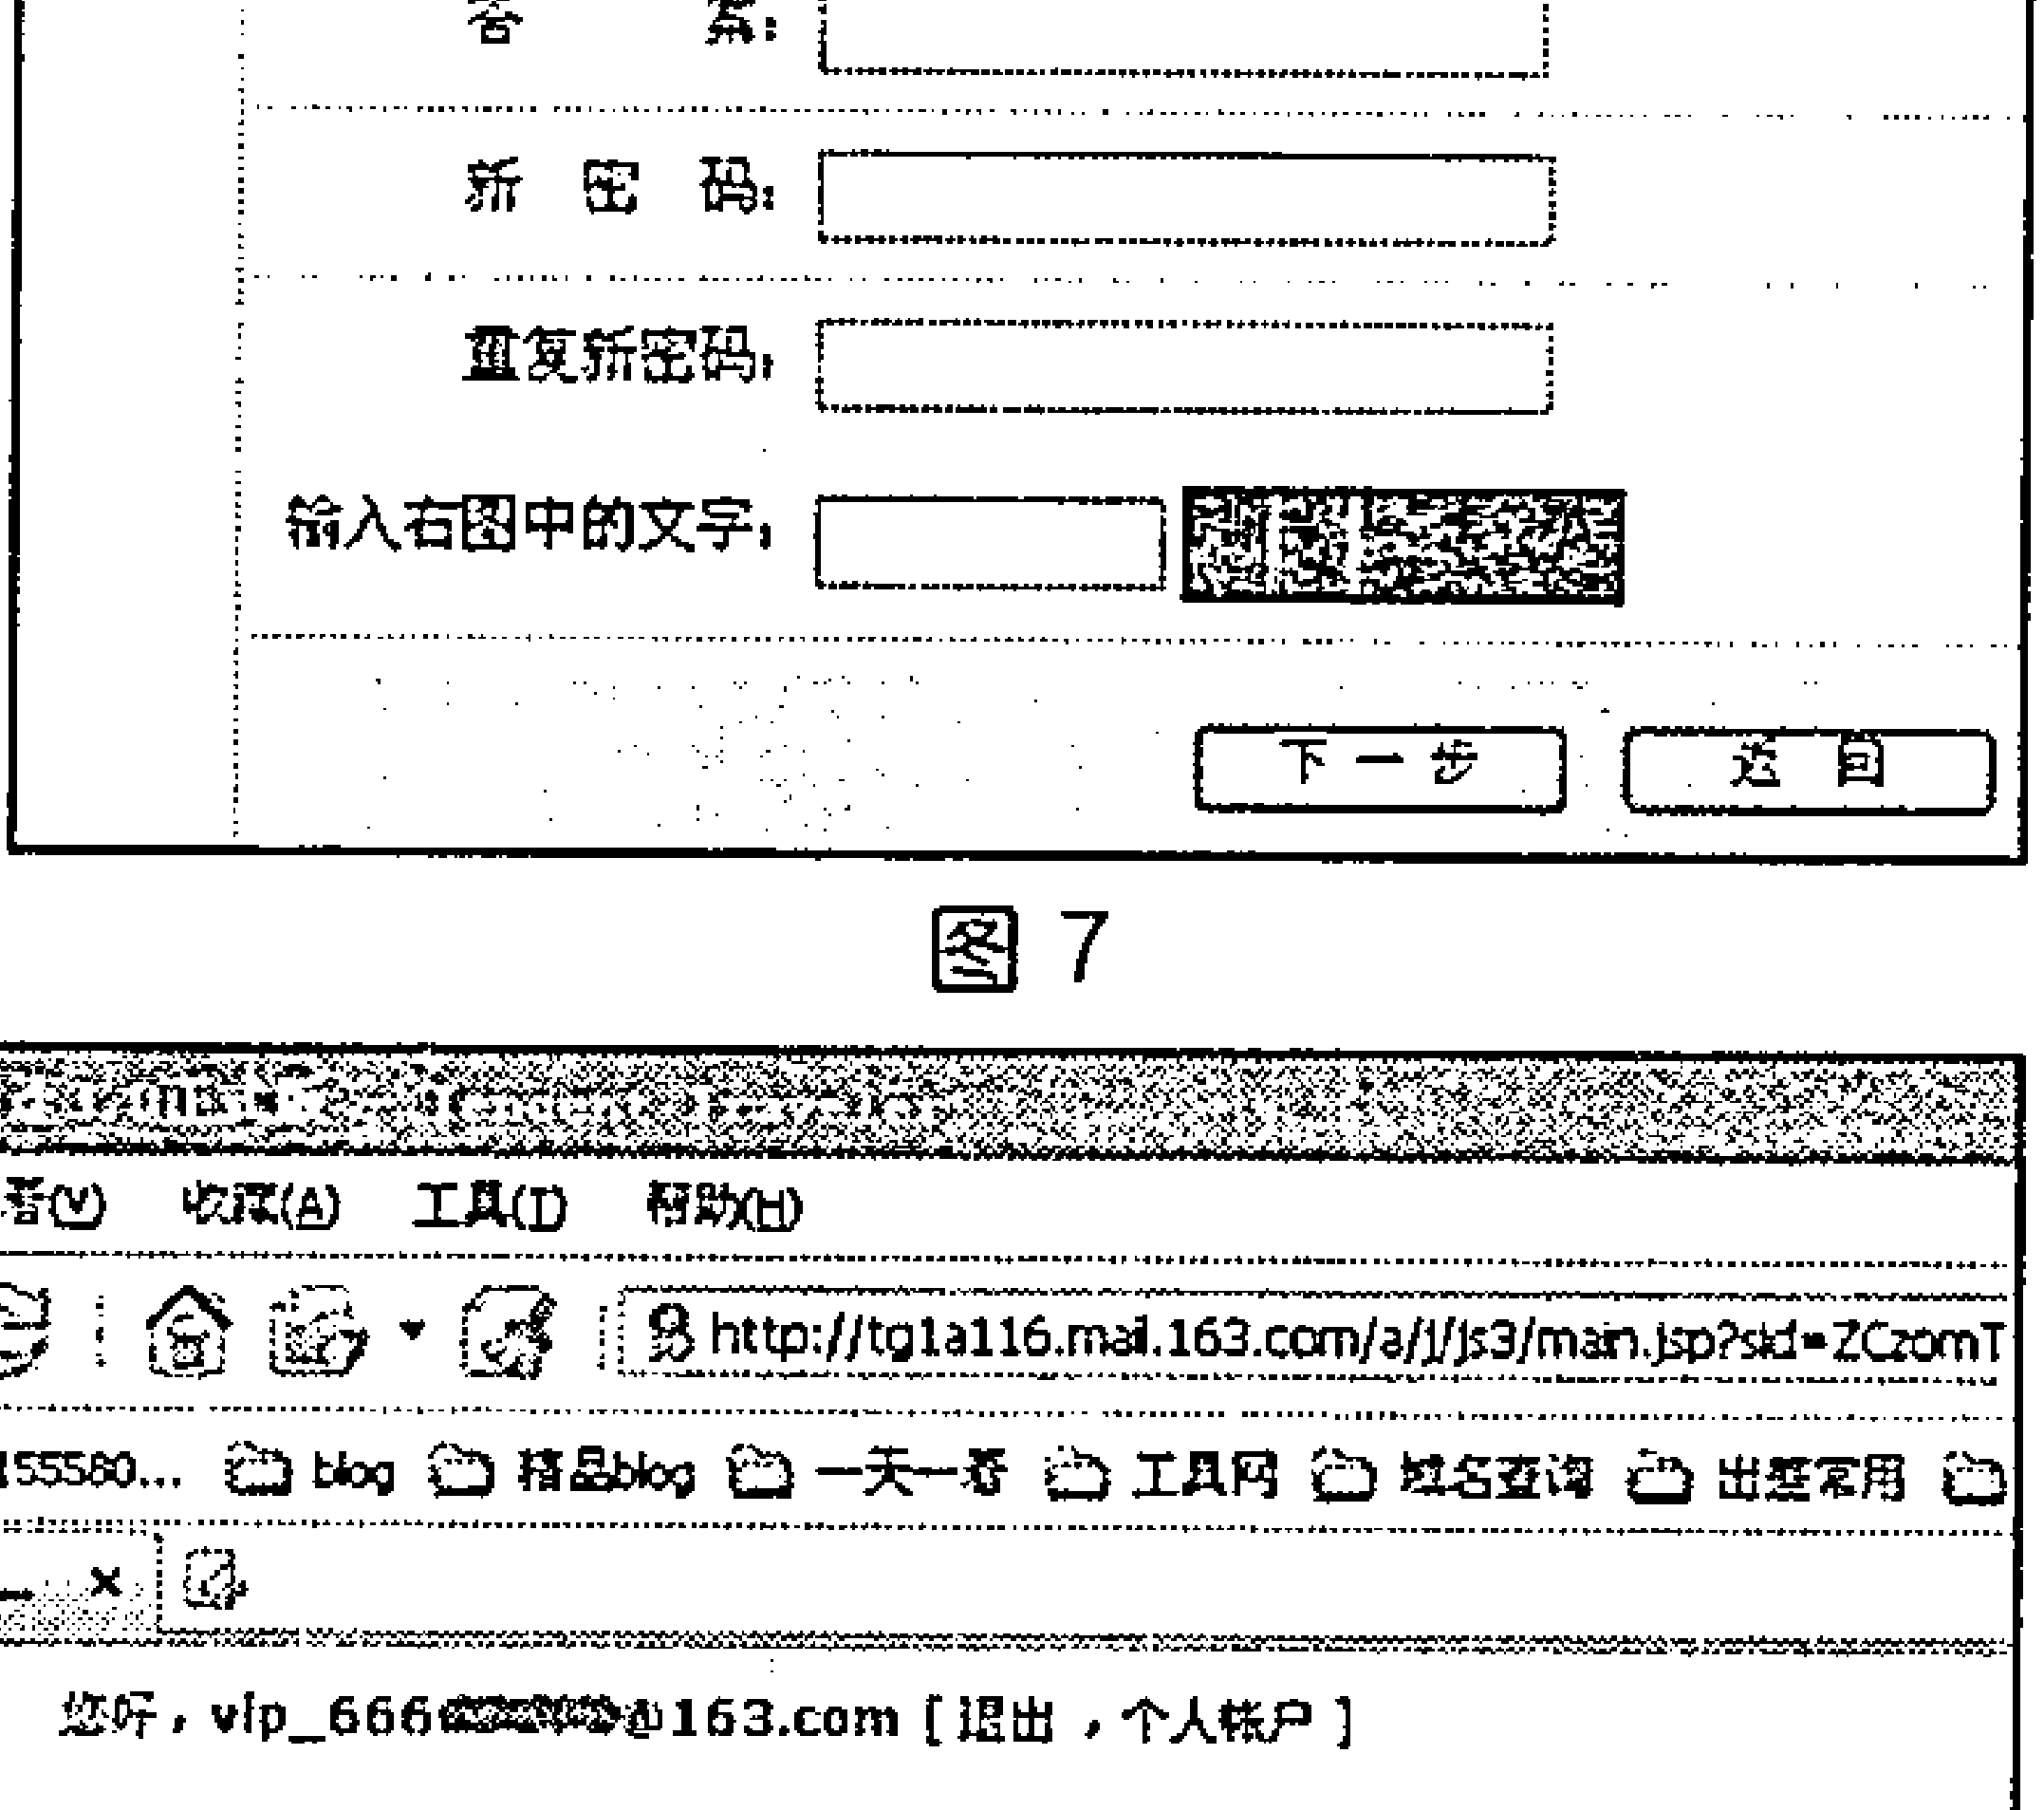 答 案:
新 密 码:
重复新密码:
输入右图中的文字:
下 一 步 返 回
图 7
看(V) 收藏(A) 工具(T) 帮助(H)
http://tg1a116.mail.163.com/a/j/js3/main.jsp?sid=ZCzomT
155580... blog 精品blog 一天一看 工具网 域名查询 出差常用
您好, vip_666 @163.com [ 退出 , 个人帐户 ]